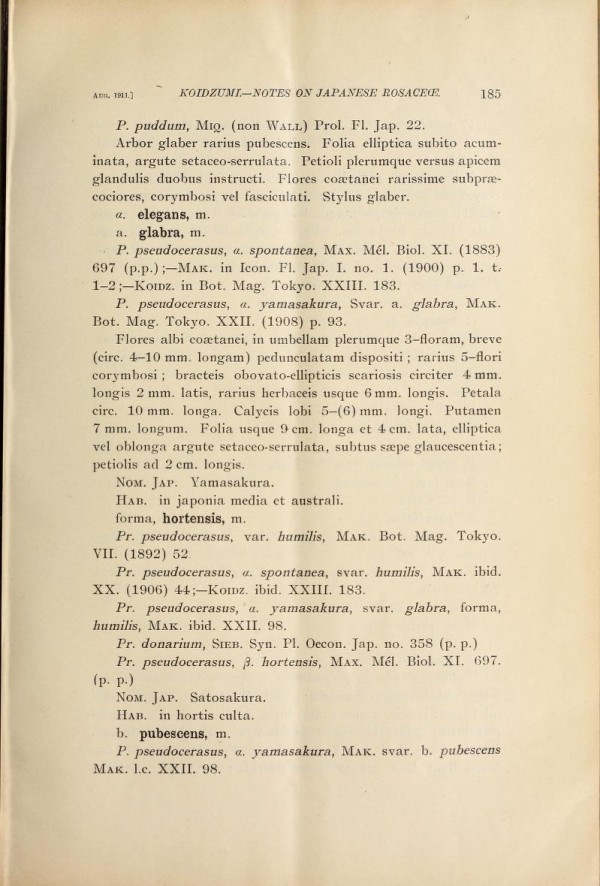 AUG. 1911.] KOIDZUMI.—NOTES ON JAPANESE ROSACEŒ. 185
P. puddum, MIQ. (non WALL) Prol. Fl. Jap. 22.
Arbor glaber rarius pubescens. Folia elliptica subito acum-
inata, argute setaceo-serrulata. Petioli plerumque versus apicem
glandulis duobus instructi. Flores coætanei rarissime subpræ-
cociores, corymbosi vel fasciculati. Stylus glaber.
α. elegans, m.
a. glabra, m.
P. pseudocerasus, α. spontanea, MAX. Mél. Biol. XI. (1883)
697 (p.p.);—MAK. in Icon. Fl. Jap. I. no. 1. (1900) p. 1. t.
1–2;—KOIDZ. in Bot. Mag. Tokyo. XXIII. 183.
P. pseudocerasus, α. yamasakura, Svar. a. glabra, MAK.
Bot. Mag. Tokyo. XXII. (1908) p. 93.
Flores albi coætanei, in umbellam plerumque 3–floram, breve
(circ. 4–10 mm. longam) pedunculatam dispositi; rarius 5–flori
corymbosi; bracteis obovato-ellipticis scariosis circiter 4 mm.
longis 2 mm. latis, rarius herbaceis usque 6 mm. longis. Petala
circ. 10 mm. longa. Calycis lobi 5–(6) mm. longi. Putamen
7 mm. longum. Folia usque 9 cm. longa et 4 cm. lata, elliptica
vel oblonga argute setaceo-serrulata, subtus sæpe glaucescentia;
petiolis ad 2 cm. longis.
NOM. JAP. Yamasakura.
HAB. in japonia media et australi.
forma, hortensis, m.
Pr. pseudocerasus, var. humilis, MAK. Bot. Mag. Tokyo.
VII. (1892) 52
Pr. pseudocerasus, α. spontanea, svar. humilis, MAK. ibid.
XX. (1906) 44;—KOIDZ. ibid. XXIII. 183.
Pr. pseudocerasus, α. yamasakura, svar. glabra, forma,
humilis, MAK. ibid. XXII. 98.
Pr. donarium, SIEB. Syn. Pl. Oecon. Jap. no. 358 (p. p.)
Pr. pseudocerasus, β. hortensis, MAX. Mél. Biol. XI. 697.
(p. p.)
NOM. JAP. Satosakura.
HAB. in hortis culta.
b. pubescens, m.
P. pseudocerasus, α. yamasakura, MAK. svar. b. pubescens
MAK. l.c. XXII. 98.